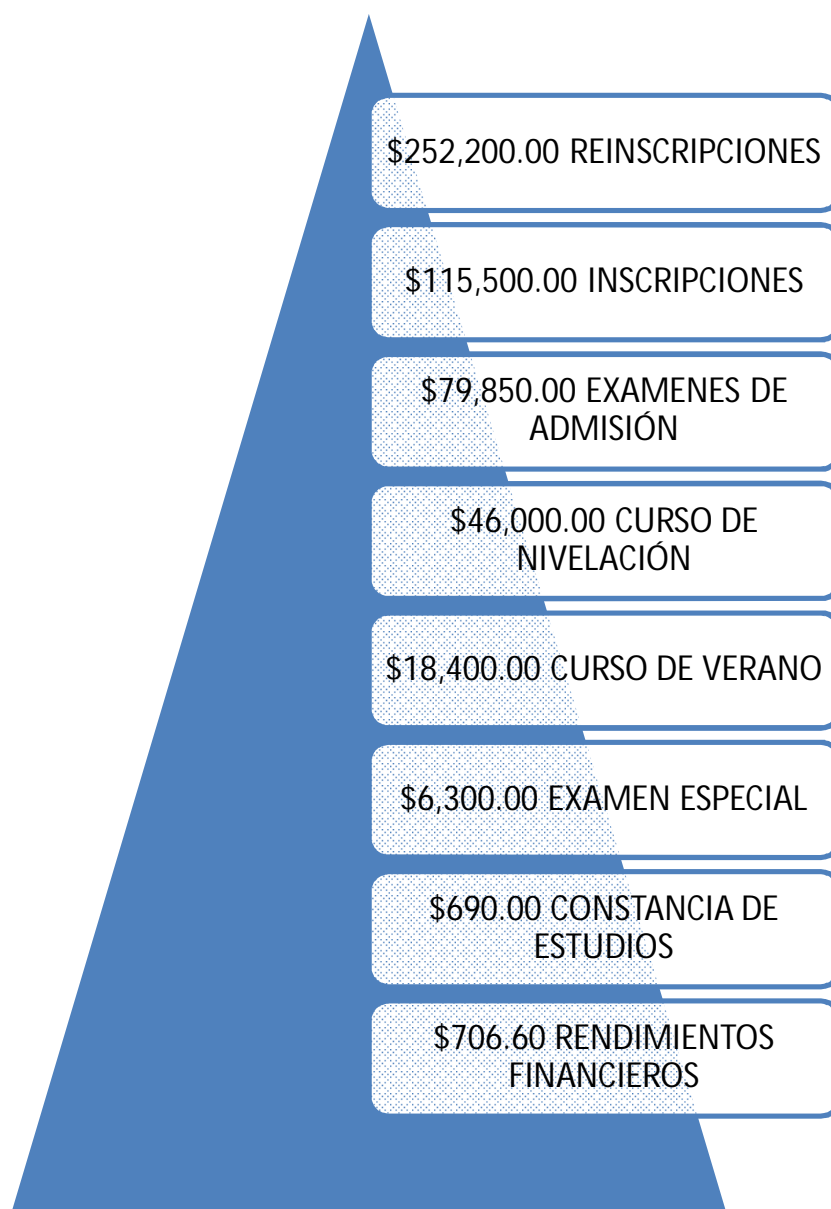 $252,200.00 REINSCRIPCIONES
$115,500.00 INSCRIPCIONES
$79,850.00 EXAMENES DE
ADMISIÓN
$46,000.00 CURSO DE
NIVELACIÓN
$18,400.00 CURSO DE VERANO
$6,300.00 EXAMEN ESPECIAL
$690.00 CONSTANCIA DE
ESTUDIOS
$706.60 RENDIMIENTOS
FINANCIEROS